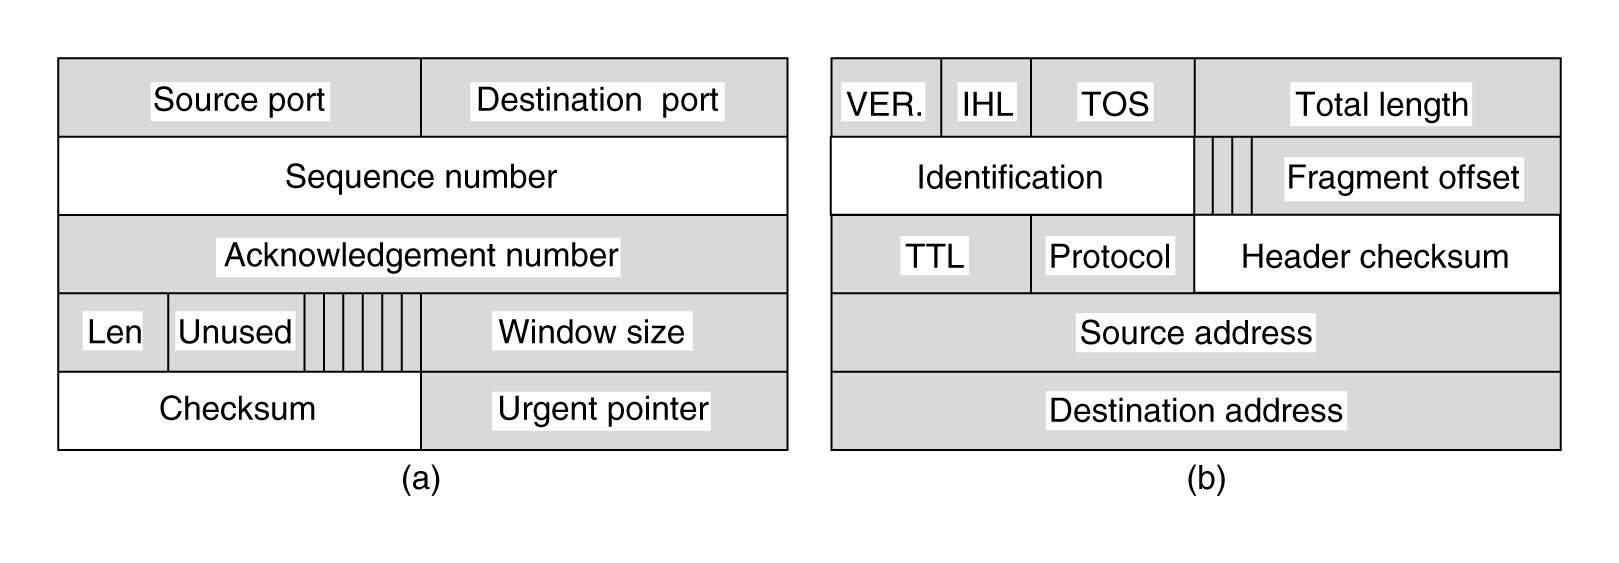 Source port Destination port
Sequence number
Acknowledgement number
Len Unused Window size
Checksum Urgent pointer
(a)
VER. IHL TOS Total length
Identification Fragment offset
TTL Protocol Header checksum
Source address
Destination address
(b)